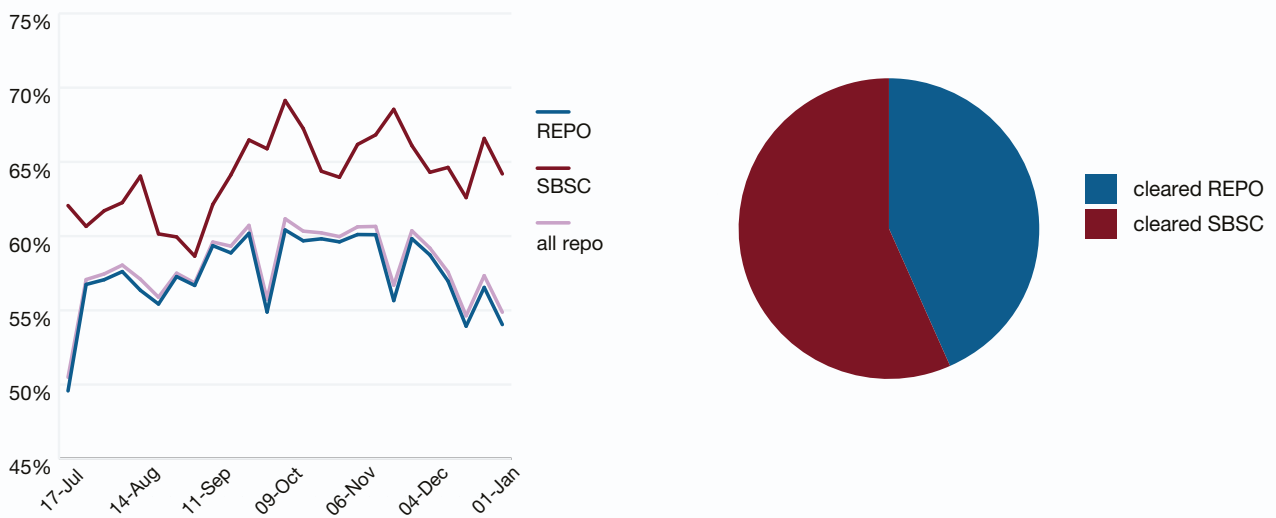 75%
70%
65%
60%
55%
50%
45%
17-Jul
14-Aug
11-Sep
09-Oct
06-Nov
04-Dec
01-Jan
REPO
SBSC
all repo
cleared REPO
cleared SBSC